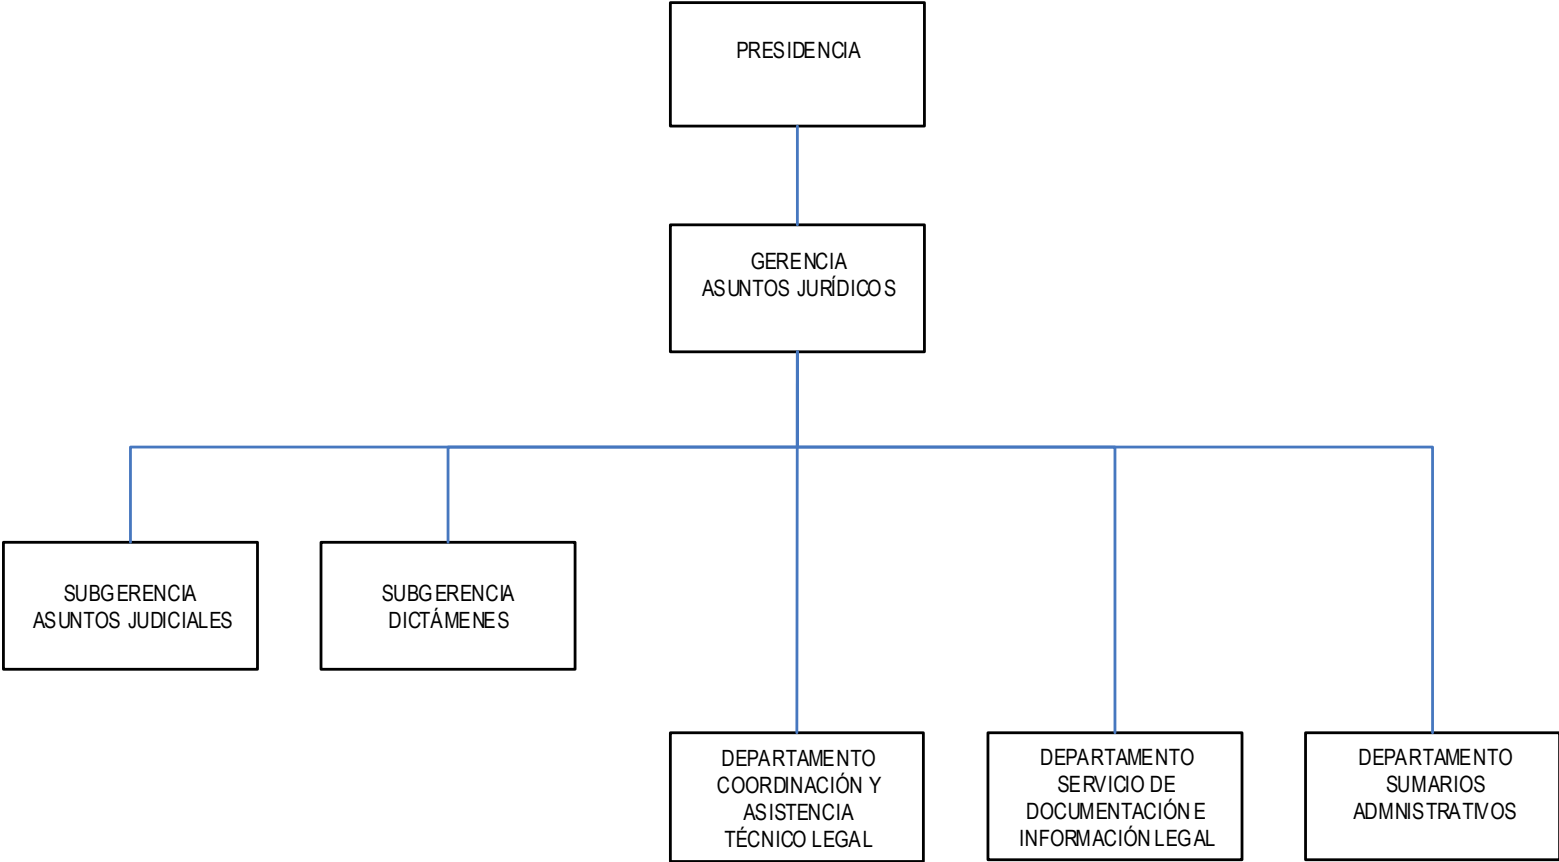 PRESIDENCIA
GERENCIA
ASUNTOS JURÍDICOS
SUBGERENCIA
ASUNTOS JUDICIALES
SUBGERENCIA
DICTÁMENES
DEPARTAMENTO
COORDINACIÓN Y
ASISTENCIA
TÉCNICO LEGAL
DEPARTAMENTO
SERVICIO DE
DOCUMENTACIÓN E
INFORMACIÓN LEGAL
DEPARTAMENTO
SUMARIOS
ADMNISTRATIVOS